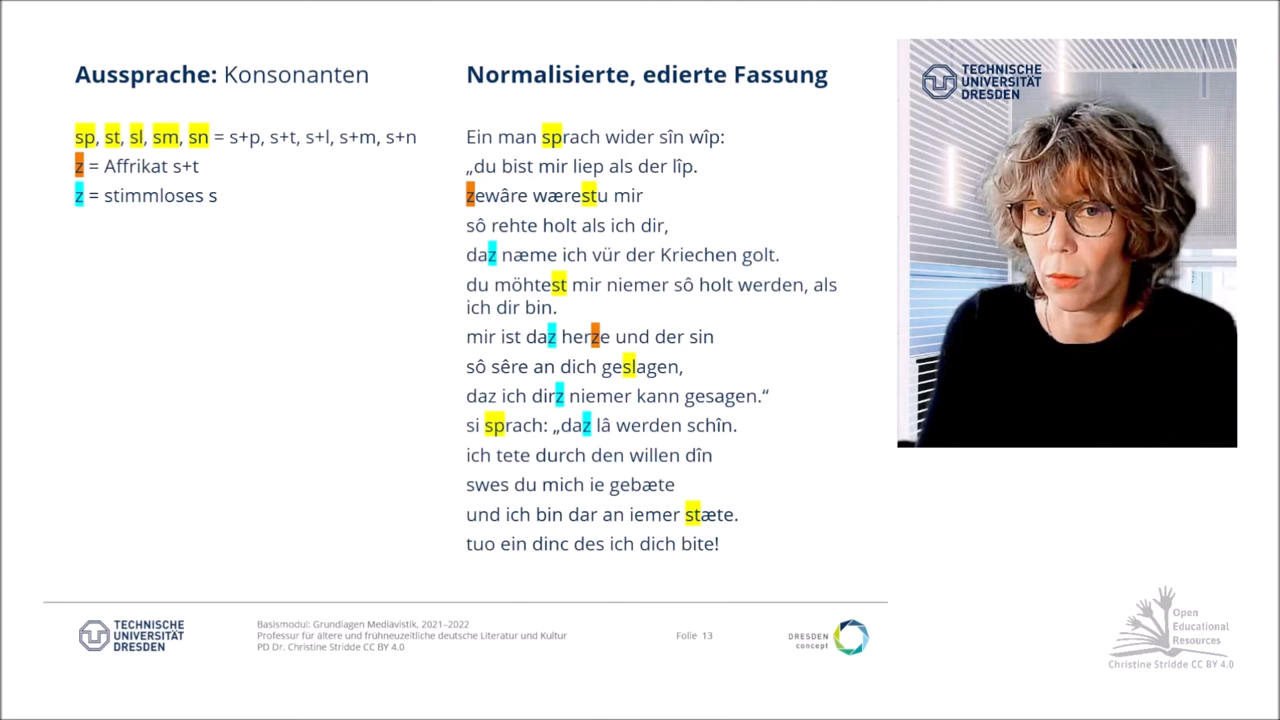 Aussprache: Konsonanten
sp, st, sl, sm, sn = s+p, s+t, s+l, s+m, s+n
z = Affrikat s+t
z = stimmloses s
Normalisierte, edierte Fassung
Ein man sprach wider sîn wîp:
„du bist mir liep als der lîp.
zewâre wærestu mir
sô rehte holt als ich dir,
daz næme ich vür der Kriechen golt.
du möhtest mir niemer sô holt werden, als
ich dir bin.
mir ist daz herze und der sin
sô sêre an dich geslagen,
daz ich dirz niemer kann gesagen.“
si sprach: „daz lâ werden schîn.
ich tete durch den willen dîn
swes du mich ie gebæte
und ich bin dar an iemer stæte.
tuo ein dinc des ich dich bite!
TECHNISCHE
UNIVERSITÄT
DRESDEN
TECHNISCHE
UNIVERSITÄT
DRESDEN
Basismodul: Grundlagen Mediävistik, 2021–2022
Professur für ältere und frühneuzeitliche deutsche Literatur und Kultur
PD Dr. Christine Stridde CC BY 4.0
Folie 13
DRESDEN
concept
Open
Educational
Resources
Christine Stridde CC BY 4.0